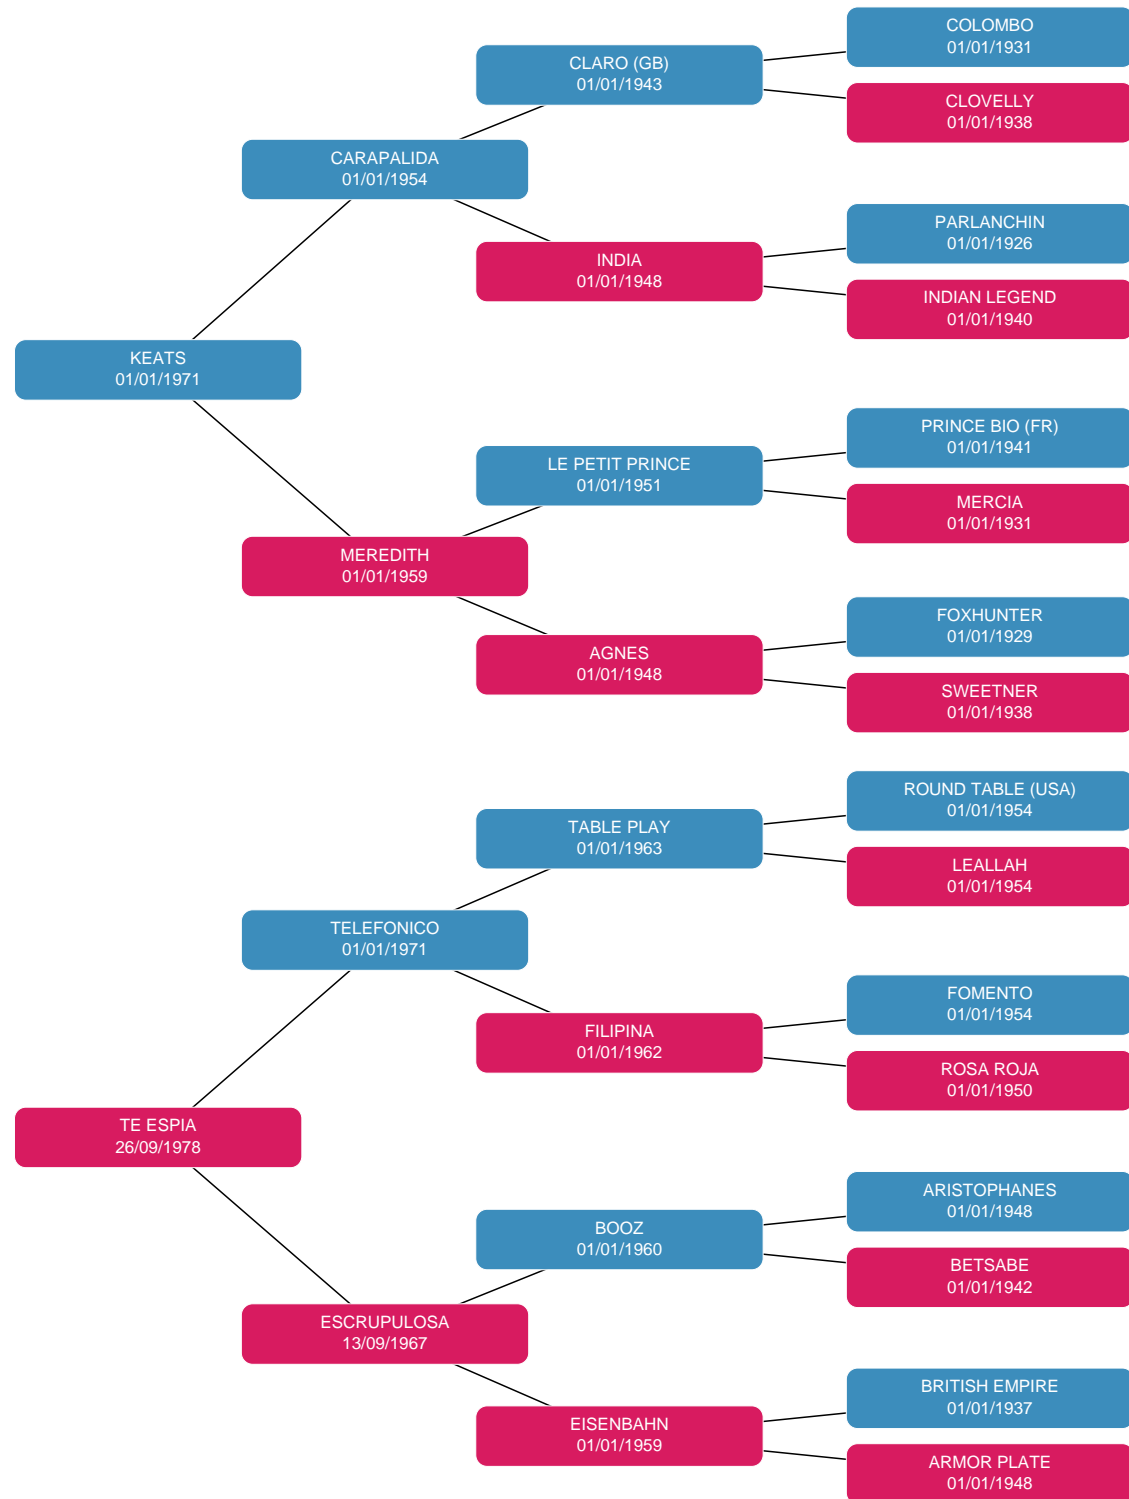 COLOMBO
01/01/1931
CLARO (GB)
01/01/1943
CLOVELLY
01/01/1938
CARAPALIDA
01/01/1954
PARLANCHIN
01/01/1926
INDIA
01/01/1948
INDIAN LEGEND
01/01/1940
KEATS
01/01/1971
PRINCE BIO (FR)
01/01/1941
LE PETIT PRINCE
01/01/1951
MERCIA
01/01/1931
MEREDITH
01/01/1959
FOXHUNTER
01/01/1929
AGNES
01/01/1948
SWEETNER
01/01/1938
ROUND TABLE (USA)
01/01/1954
TABLE PLAY
01/01/1963
LEALLAH
01/01/1954
TELEFONICO
01/01/1971
FOMENTO
01/01/1954
FILIPINA
01/01/1962
ROSA ROJA
01/01/1950
TE ESPIA
26/09/1978
ARISTOPHANES
01/01/1948
BOOZ
01/01/1960
BETSABE
01/01/1942
ESCRUPULOSA
13/09/1967
BRITISH EMPIRE
01/01/1937
EISENBAHN
01/01/1959
ARMOR PLATE
01/01/1948